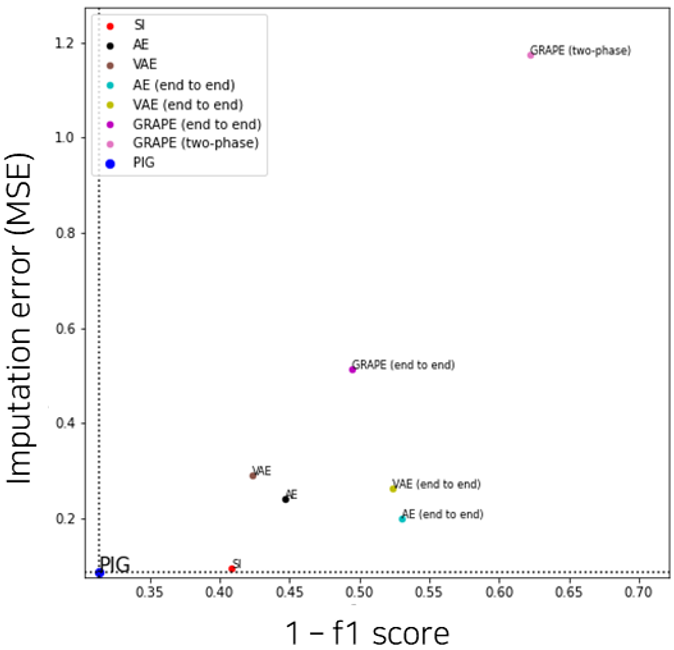 SI
AE
VAE
AE (end to end)
VAE (end to end)
GRAPE (end to end)
GRAPE (two-phase)
PIG
GRAPE (two-phase)
GRAPE (end to end)
VAE
AE
VAE (end to end)
AE (end to end)
SI
PIG
1.2
1.0
0.8
0.6
0.4
0.2
Imputation error (MSE)
0.35 0.40 0.45 0.50 0.55 0.60 0.65 0.70
1 – f1 score